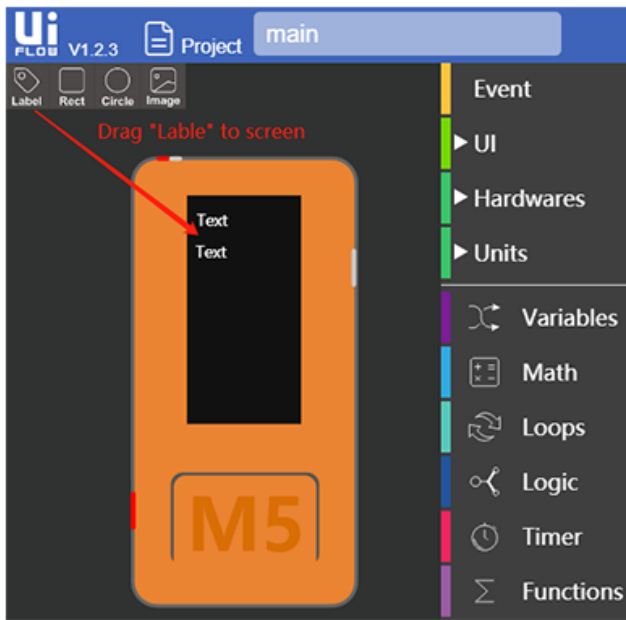 Ui
FLOW V1.2.3 Project main
Label Rect Circle Image
Drag "Lable" to screen
Text
Text
M5
Event
UI
Hardwares
Units
Variables
Math
Loops
Logic
Timer
Functions